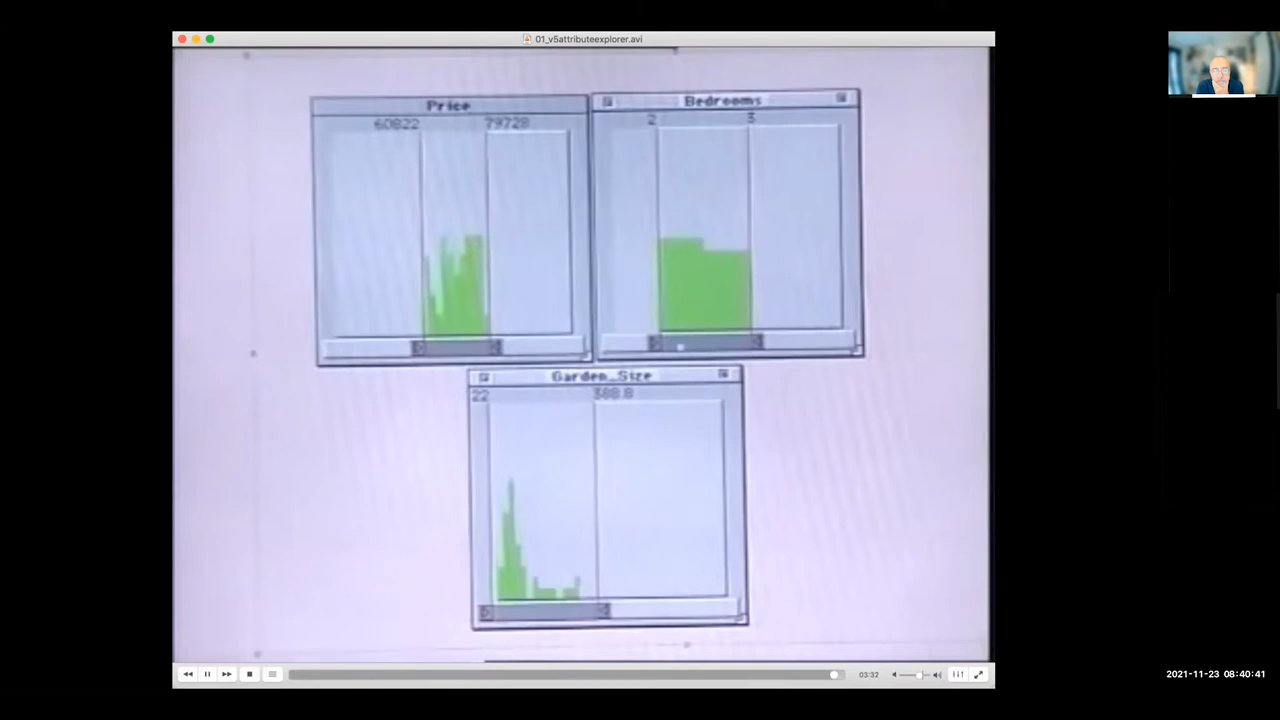 01_v5attributeexplorer.avi
Price
60822 79728
Bedrooms
2 3
Garden_Size
22 388.8
03:32
2021-11-23 08:40:41